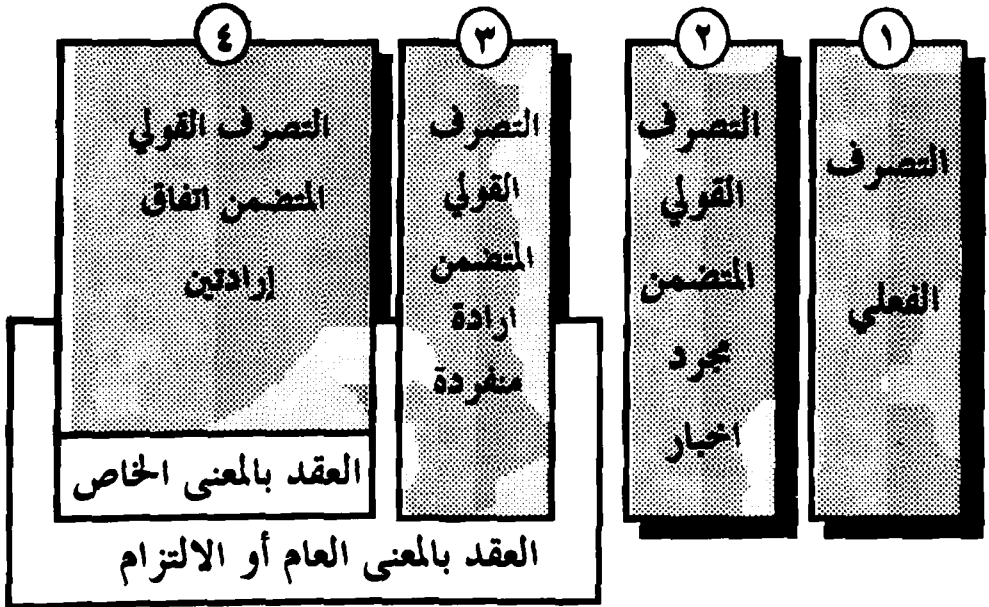 ١
التصرف
الفعلي
٢
التصرف
القولي
المتضمن
مجرد
اخبار
٣
التصرف
القولي
المتضمن
ارادة
منفردة
٤
التصرف القولي
المتضمن اتفاق
إرادتين
العقد بالمعنى الخاص
العقد بالمعنى العام أو الالتزام